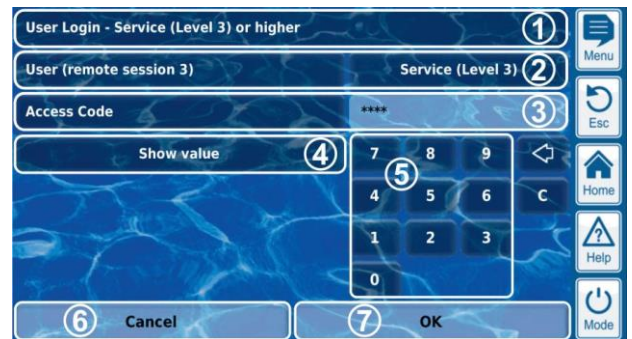 User Login - Service (Level 3) or higher 1
Menu
User (remote session 3) Service (Level 3) 2
Access Code **** 3
Esc
Show value 4
7 8 9
5
Home
4 5 6 C
1 2 3
Help
0
6 Cancel 7 OK
Mode